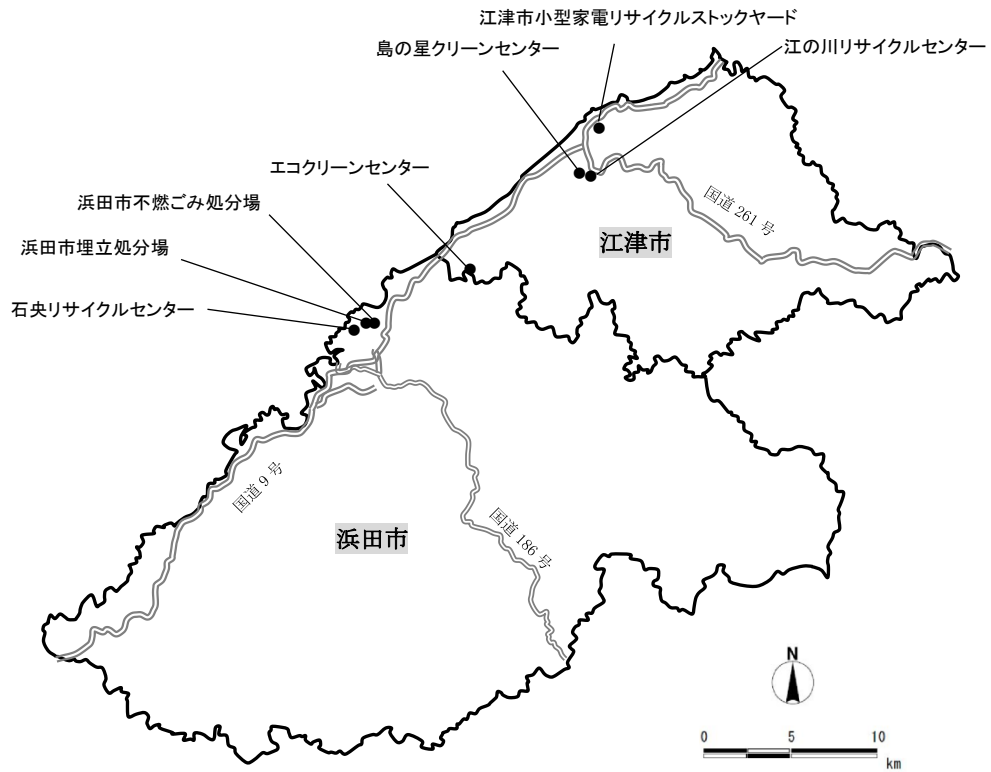 江津市小型家電リサイクルストックヤード
島の星クリーンセンター
江の川リサイクルセンター
エコクリーンセンター
浜田市不燃ごみ処分場
国道 261 号
江津市
浜田市埋立処分場
石央リサイクルセンター
国道 9 号
国道 186 号
浜田市
N
0 5 10
km